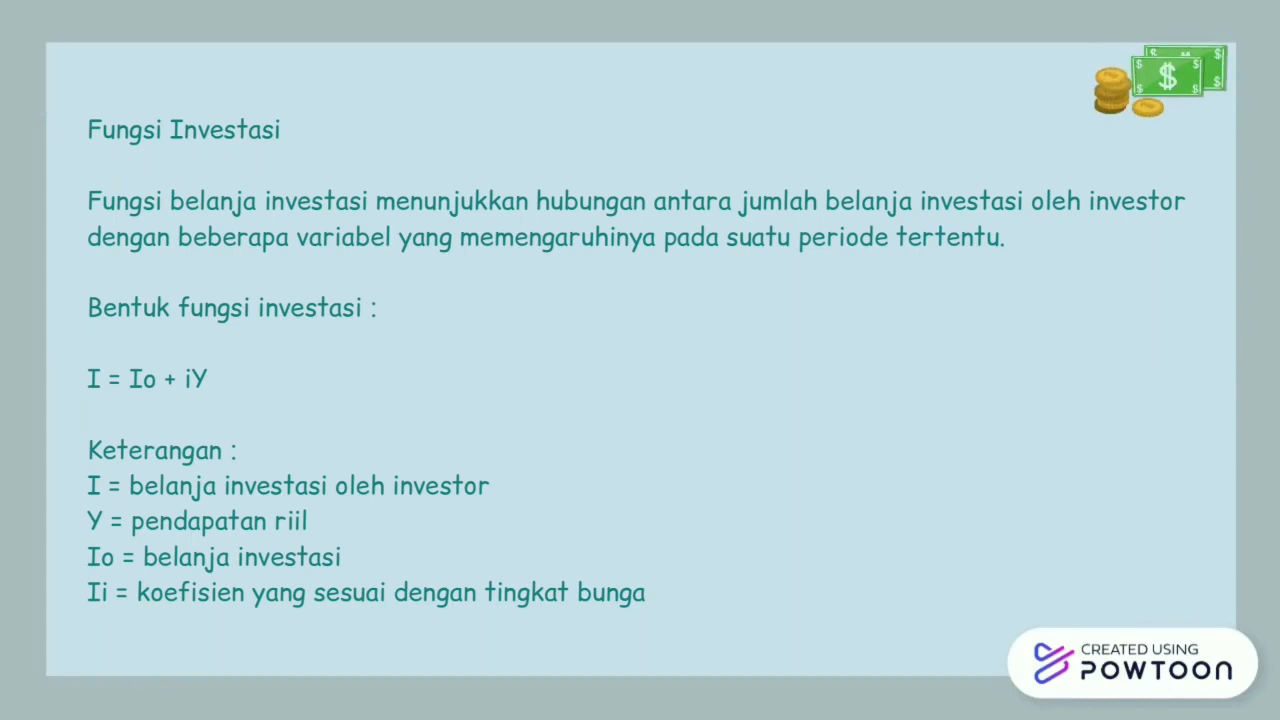 Fungsi Investasi
Fungsi belanja investasi menunjukkan hubungan antara jumlah belanja investasi oleh investor
dengan beberapa variabel yang memengaruhinya pada suatu periode tertentu.
Bentuk fungsi investasi :
I = Io + iY
Keterangan :
I = belanja investasi oleh investor
Y = pendapatan riil
Io = belanja investasi
Ii = koefisien yang sesuai dengan tingkat bunga
CREATED USING
POWTOON